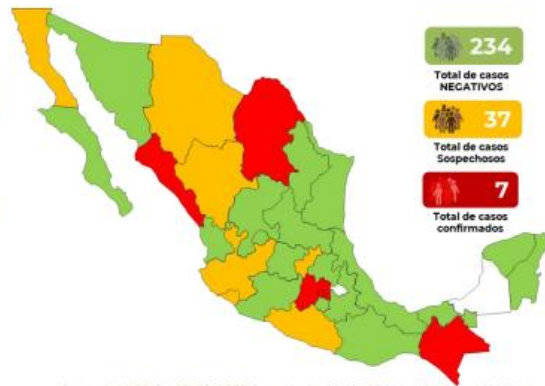 234
Total de casos
NEGATIVOS
37
Total de casos
Sospechosos
7
Total de casos
confirmados